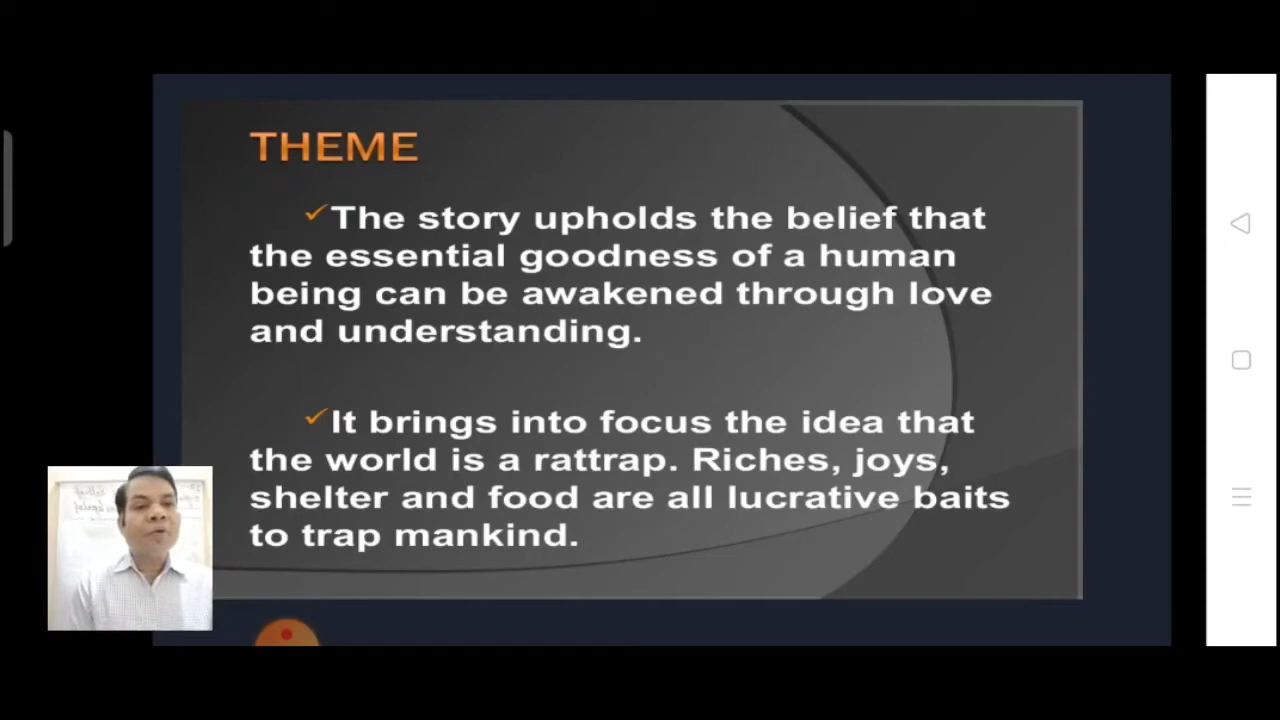 THEME
✓The story upholds the belief that
the essential goodness of a human
being can be awakened through love
and understanding.
✓It brings into focus the idea that
the world is a rattrap. Riches, joys,
shelter and food are all lucrative baits
to trap mankind.